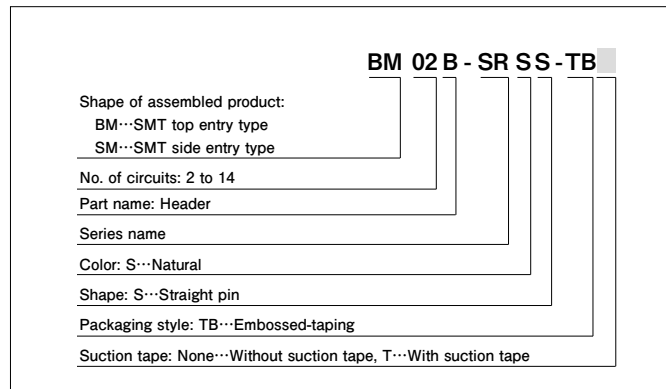 BM 02 B - SR S S - TB
Shape of assembled product:
BM···SMT top entry type
SM···SMT side entry type
No. of circuits: 2 to 14
Part name: Header
Series name
Color: S···Natural
Shape: S···Straight pin
Packaging style: TB···Embossed-taping
Suction tape: None···Without suction tape, T···With suction tape